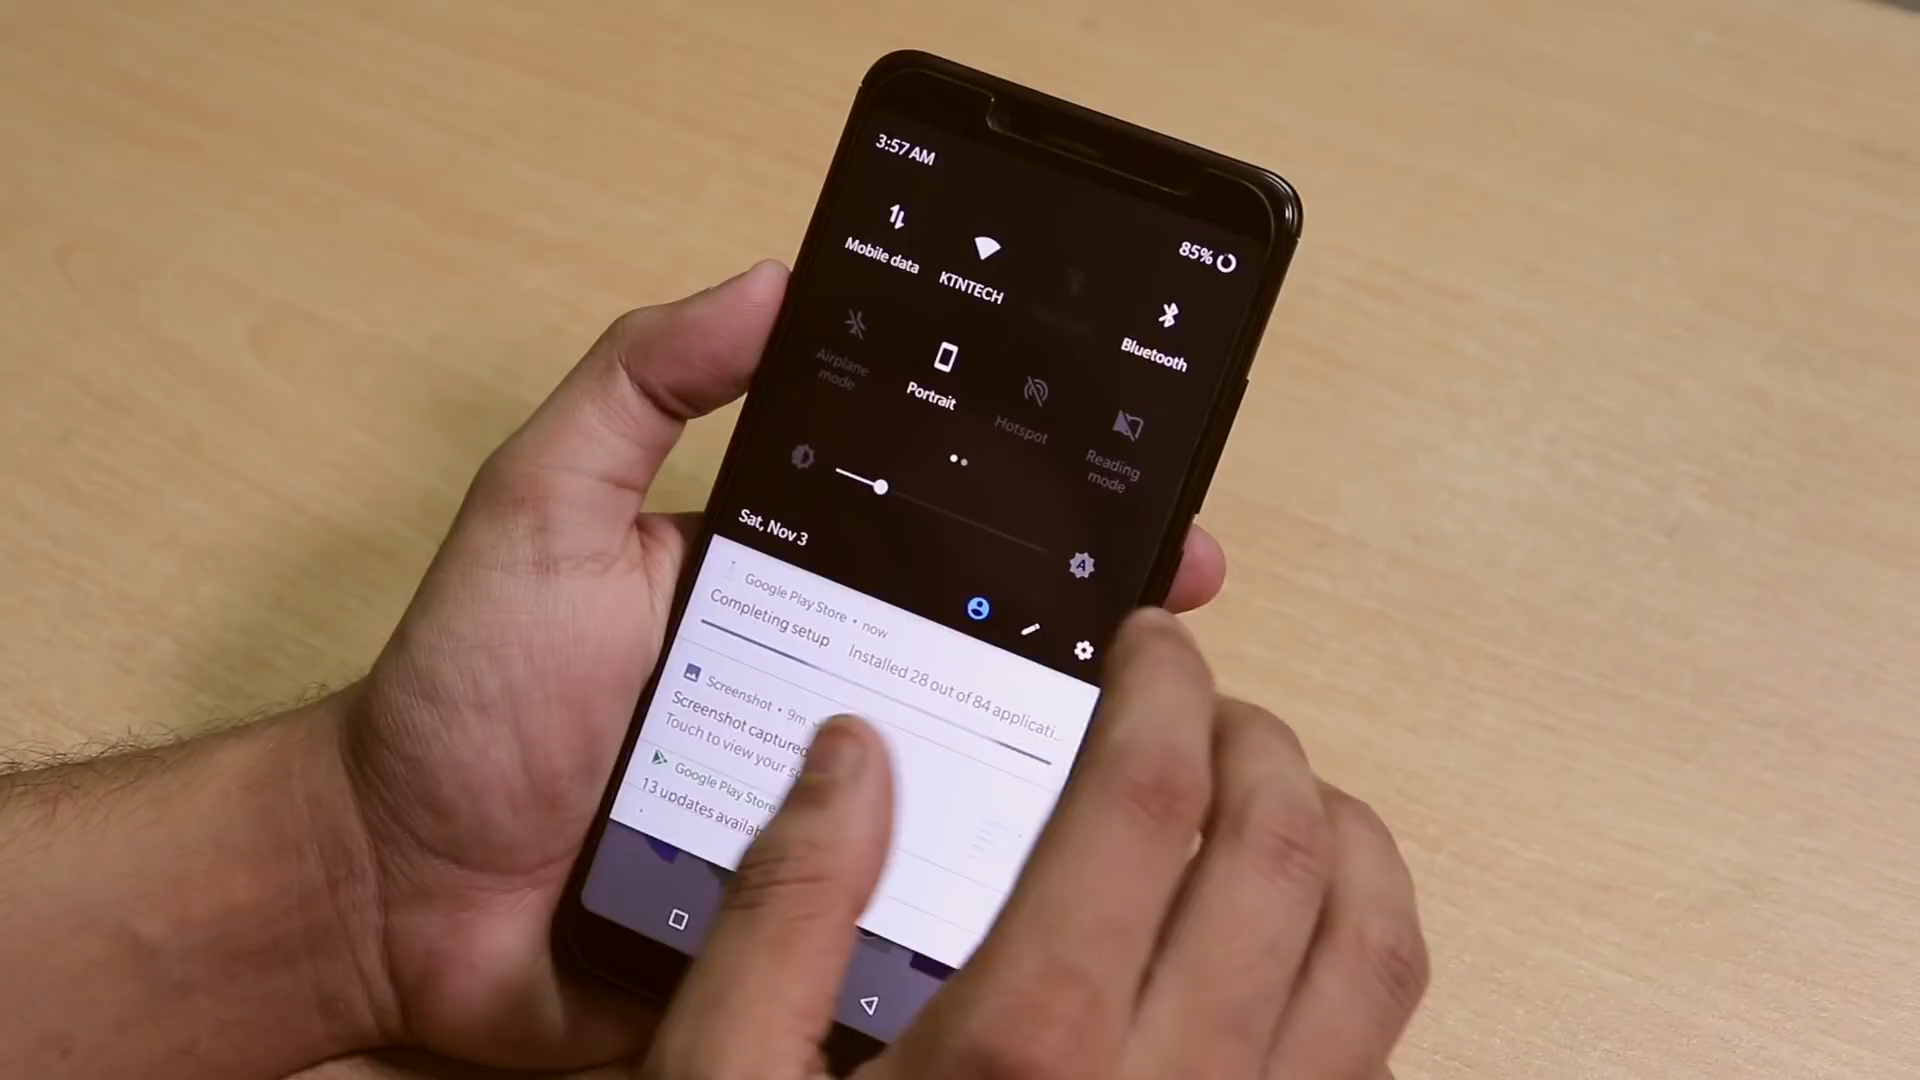 3:57 AM
85%
Mobile data
KTNTECH
Bluetooth
Airplane
mode
Portrait
Hotspot
Reading
mode
A
Sat, Nov 3
Google Play Store • now
Completing setup Installed 28 out of 84 applicati...
Screenshot • 9m
Screenshot captured
Touch to view your
Google Play Store
13 updates